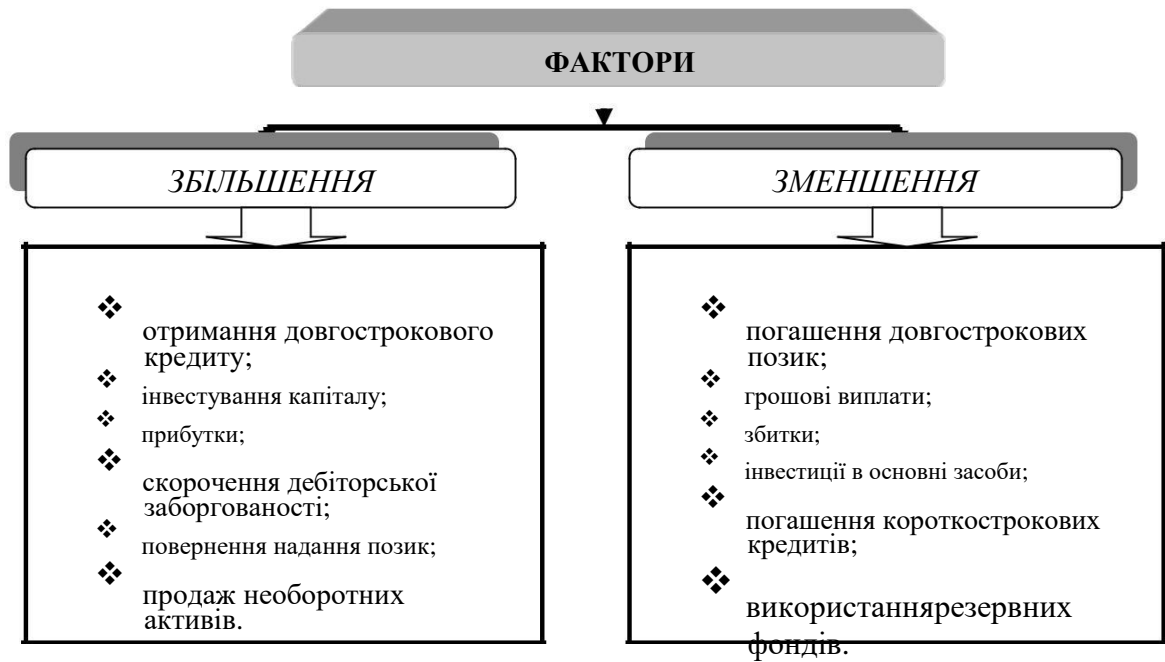 ФАКТОРИ
ЗБІЛЬШЕННЯ
❖
отримання довгострокового
кредиту;
❖
інвестування капіталу;
❖
прибутки;
❖
скорочення дебіторської
заборгованості;
❖
повернення надання позик;
❖
продаж необоротних
активів.
ЗМЕНШЕННЯ
❖
погашення довгострокових
позик;
❖
грошові виплати;
❖
збитки;
❖
інвестиції в основні засоби;
❖
погашення короткострокових
кредитів;
❖
використаннярезервних
фондів.